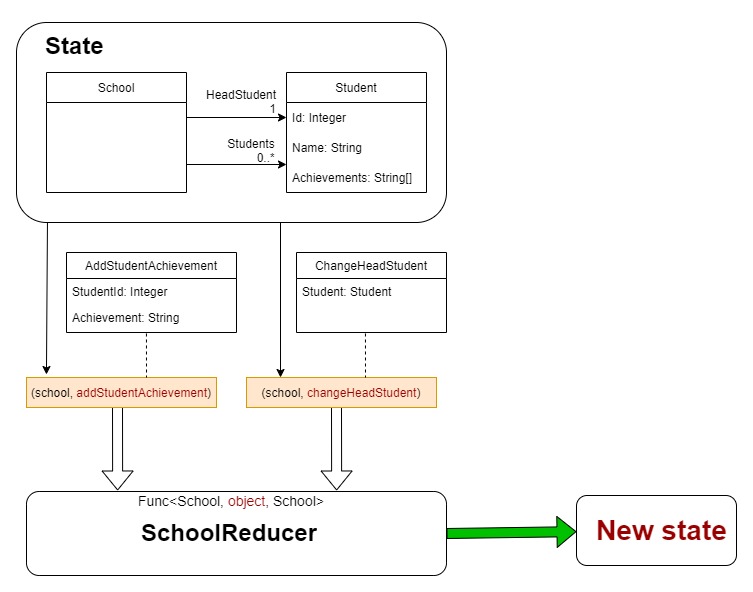 State
School
Student
HeadStudent
1
Id: Integer
Students
0..*
Name: String
Achievements: String[]
AddStudentAchievement
StudentId: Integer
Achievement: String
ChangeHeadStudent
Student: Student
(school, addStudentAchievement)
(school, changeHeadStudent)
Func<School, object, School>
SchoolReducer
New state